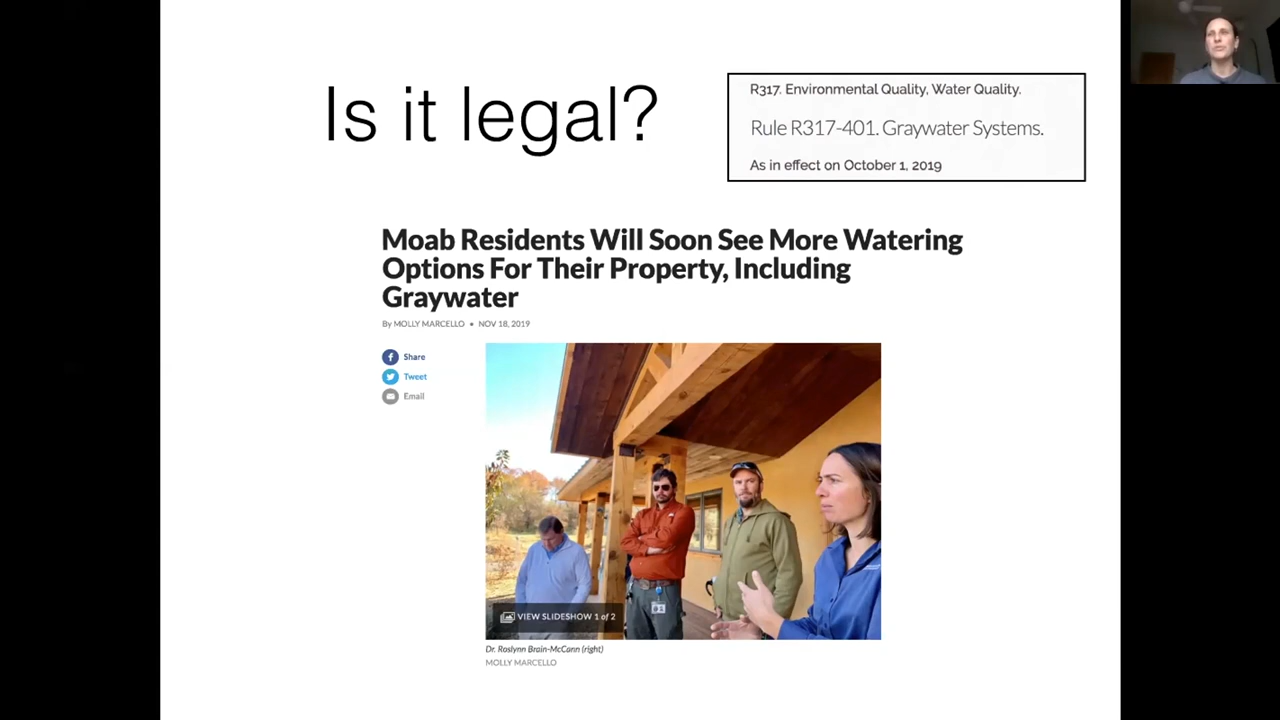 Is it legal?
R317. Environmental Quality, Water Quality.
Rule R317-401. Graywater Systems.
As in effect on October 1, 2019
Moab Residents Will Soon See More Watering
Options For Their Property, Including
Graywater
By MOLLY MARCELLO • NOV 18, 2019
Share
Tweet
Email
VIEW SLIDESHOW 1 of 2
Dr. Roslynn Brain-McCann (right)
MOLLY MARCELLO